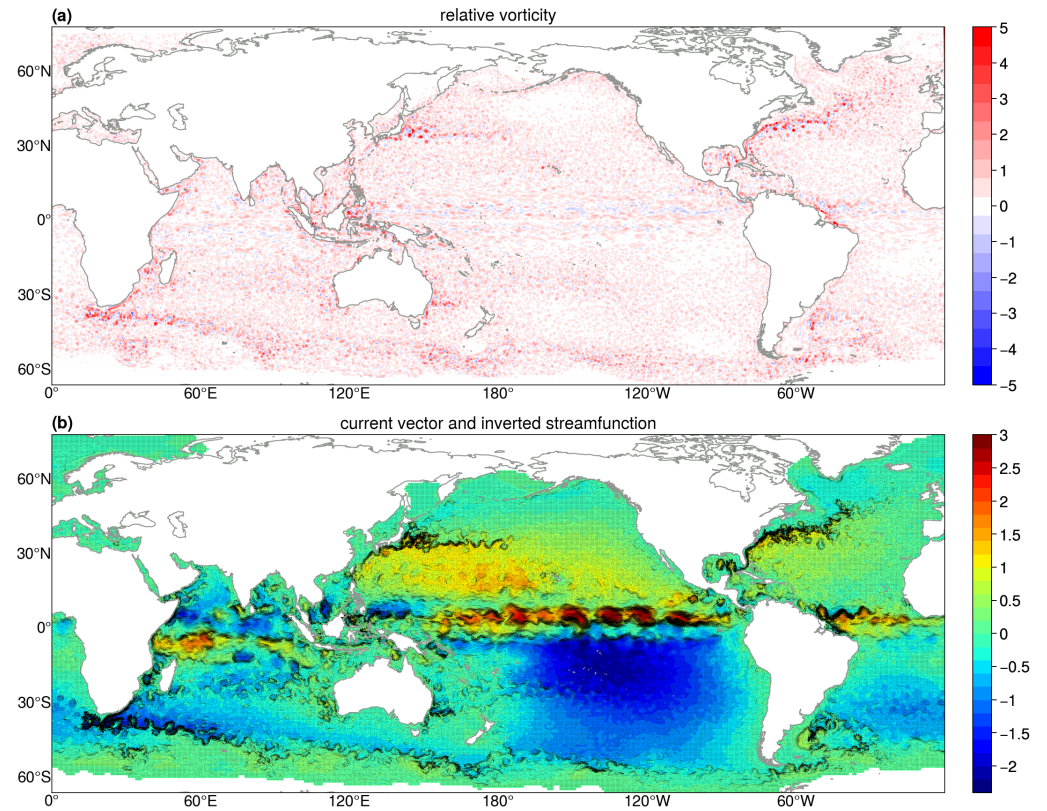 (a) relative vorticity
5
60°N 4
3
30°N 2
1
0° 0
−1
−2
30°S −3
−4
60°S −5
0° 60°E 120°E 180° 120°W 60°W
(b) current vector and inverted streamfunction
3
60°N 2.5
2
30°N 1.5
1
0.5
0° 0
−0.5
30°S −1
−1.5
60°S −2
0° 60°E 120°E 180° 120°W 60°W